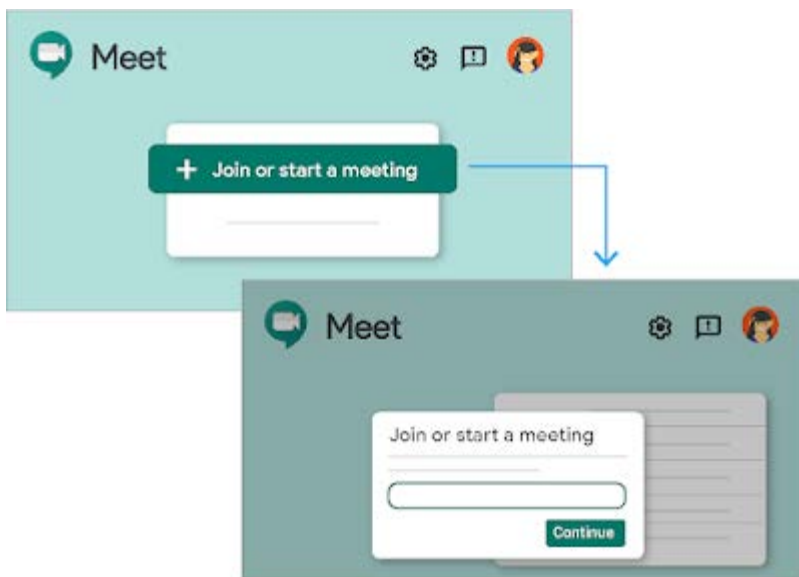 Meet
+ Join or start a meeting
Meet
Join or start a meeting
Continue